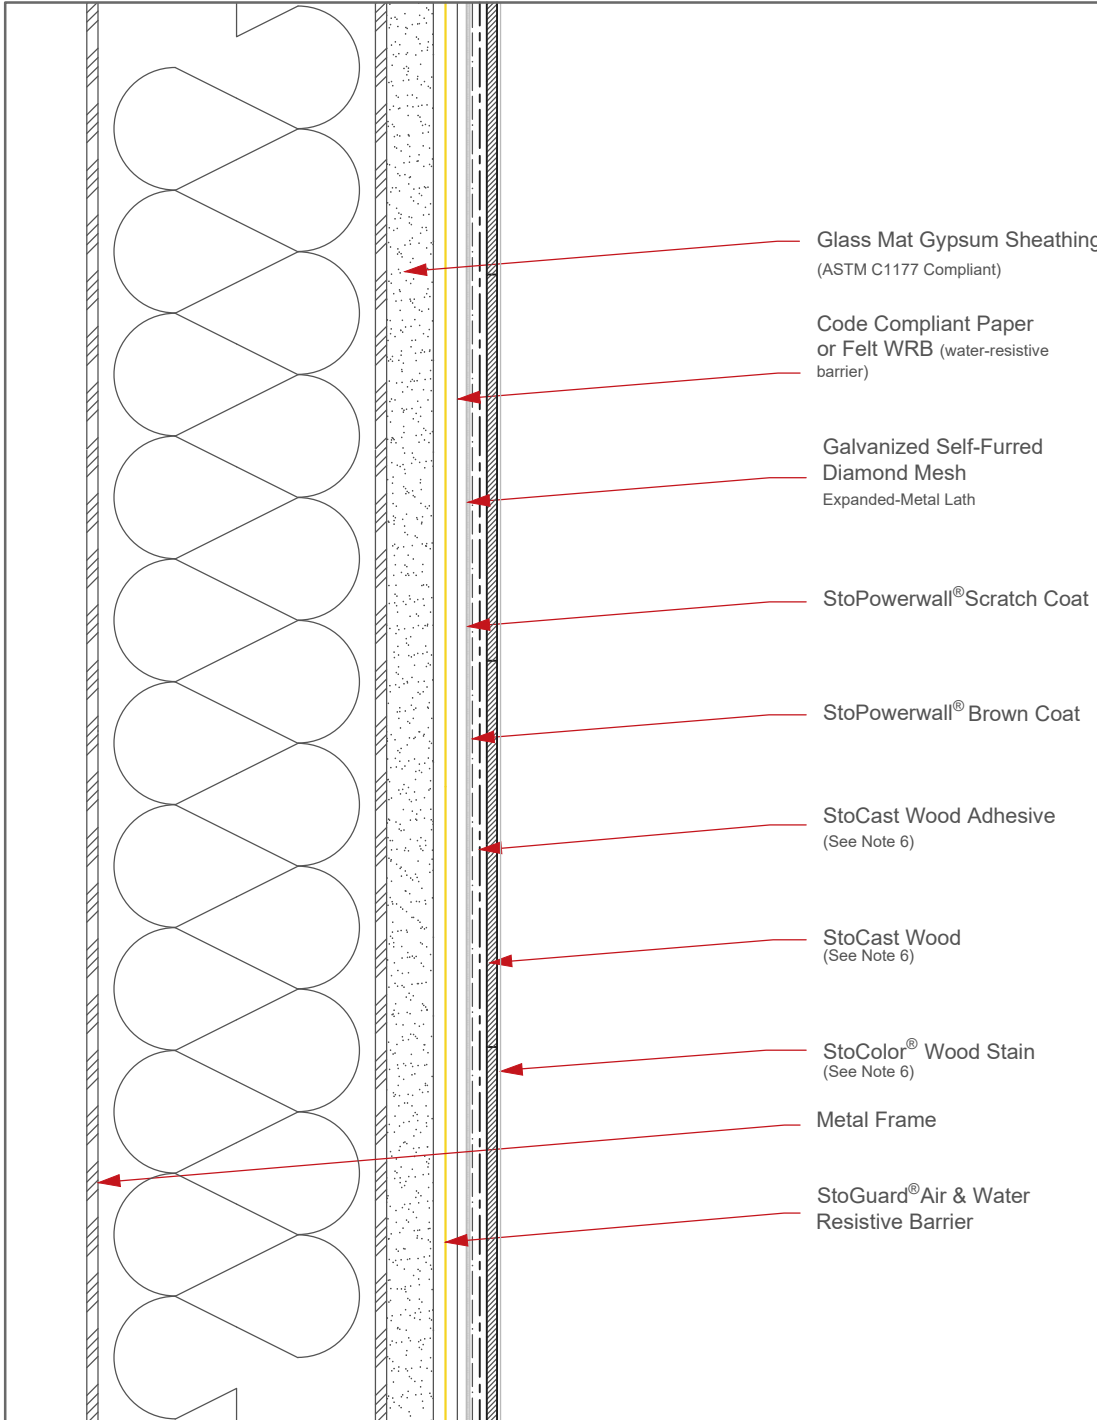 Glass Mat Gypsum Sheathing
(ASTM C1177 Compliant)
Code Compliant Paper
or Felt WRB (water-resistive
barrier)
Galvanized Self-Furred
Diamond Mesh
Expanded-Metal Lath
StoPowerwall® Scratch Coat
StoPowerwall® Brown Coat
StoCast Wood Adhesive
(See Note 6)
StoCast Wood
(See Note 6)
StoColor® Wood Stain
(See Note 6)
Metal Frame
StoGuard® Air & Water
Resistive Barrier